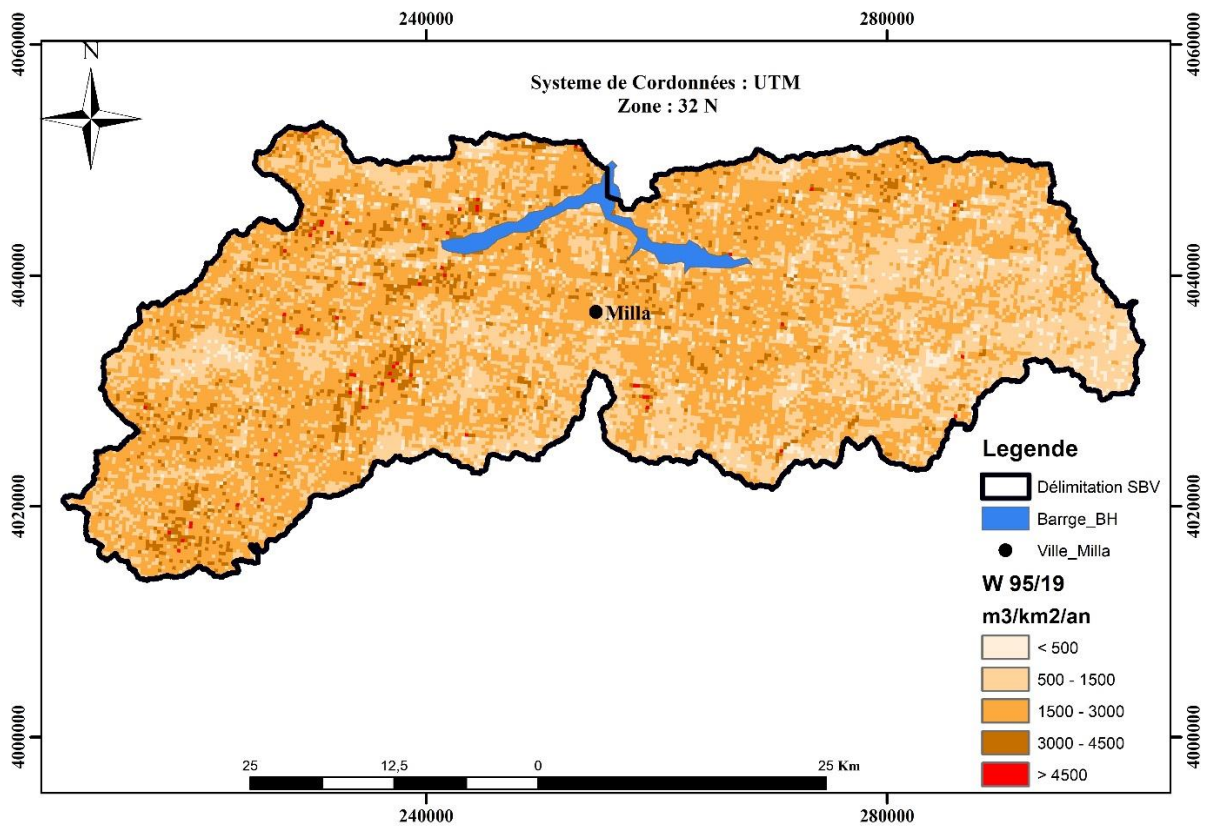 240000 280000
4060000 4060000
N
Systeme de Cordonnées : UTM
Zone : 32 N
4040000 4040000
Milla
Legende
Délimitation SBV
4020000 4020000
Barrge_BH
Ville_Milla
W 95/19
m3/km2/an
< 500
500 - 1500
1500 - 3000
4000000 4000000
3000 - 4500
25 12,5 0 25 Km
> 4500
240000 280000